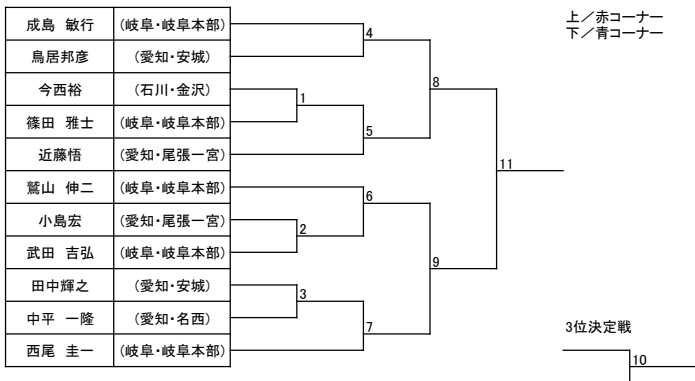 成島 敏行 (岐阜・岐阜本部)
鳥居邦彦 (愛知・安城)
今西裕 (石川・金沢)
篠田 雅士 (岐阜・岐阜本部)
近藤悟 (愛知・尾張一宮)
鷲山 伸二 (岐阜・岐阜本部)
小島宏 (愛知・尾張一宮)
武田 吉弘 (岐阜・岐阜本部)
田中輝之 (愛知・安城)
中平 一隆 (愛知・名西)
西尾 圭一 (岐阜・岐阜本部)
1
2
3
4
5
6
7
8
9
11
上／赤コーナー
下／青コーナー
3位決定戦
10